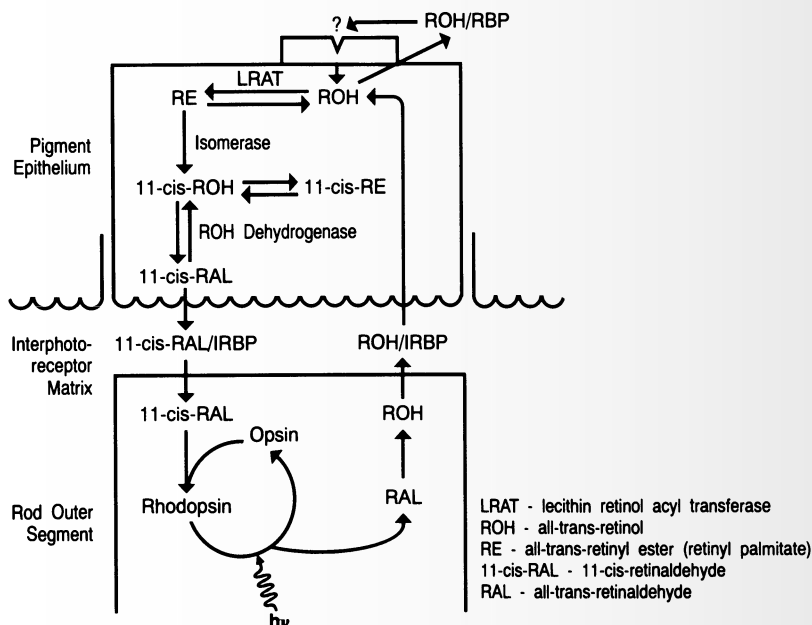 ? ROH/RBP
LRAT
RE ROH
Isomerase
Pigment
Epithelium
11-cis-ROH 11-cis-RE
ROH Dehydrogenase
11-cis-RAL
Interphoto-
receptor
Matrix
11-cis-RAL/IRBP ROH/IRBP
11-cis-RAL ROH
Opsin
Rod Outer
Segment
Rhodopsin RAL
hν
LRAT - lecithin retinol acyl transferase
ROH - all-trans-retinol
RE - all-trans-retinyl ester (retinyl palmitate)
11-cis-RAL - 11-cis-retinaldehyde
RAL - all-trans-retinaldehyde